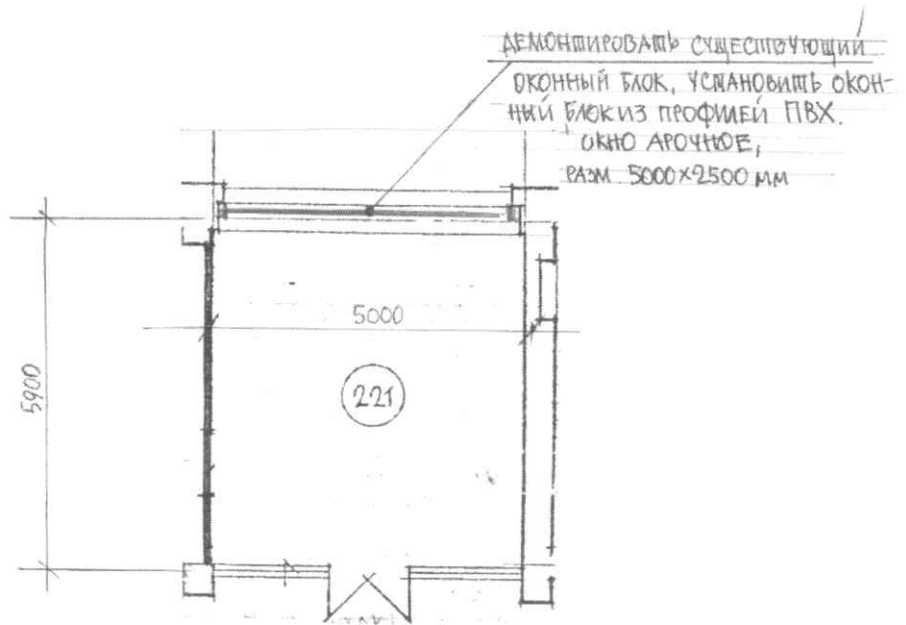 ДЕМОНТИРОВАТЬ СУЩЕСТВУЮЩИЙ
ОКОННЫЙ БЛОК, УСТАНОВИТЬ ОКОН-
НЫЙ БЛОК ИЗ ПРОФИЛЕЙ ПВХ.
ОКНО АРОЧНОЕ,
РАЗМ. 5000×2500 ММ
5000
5900
221